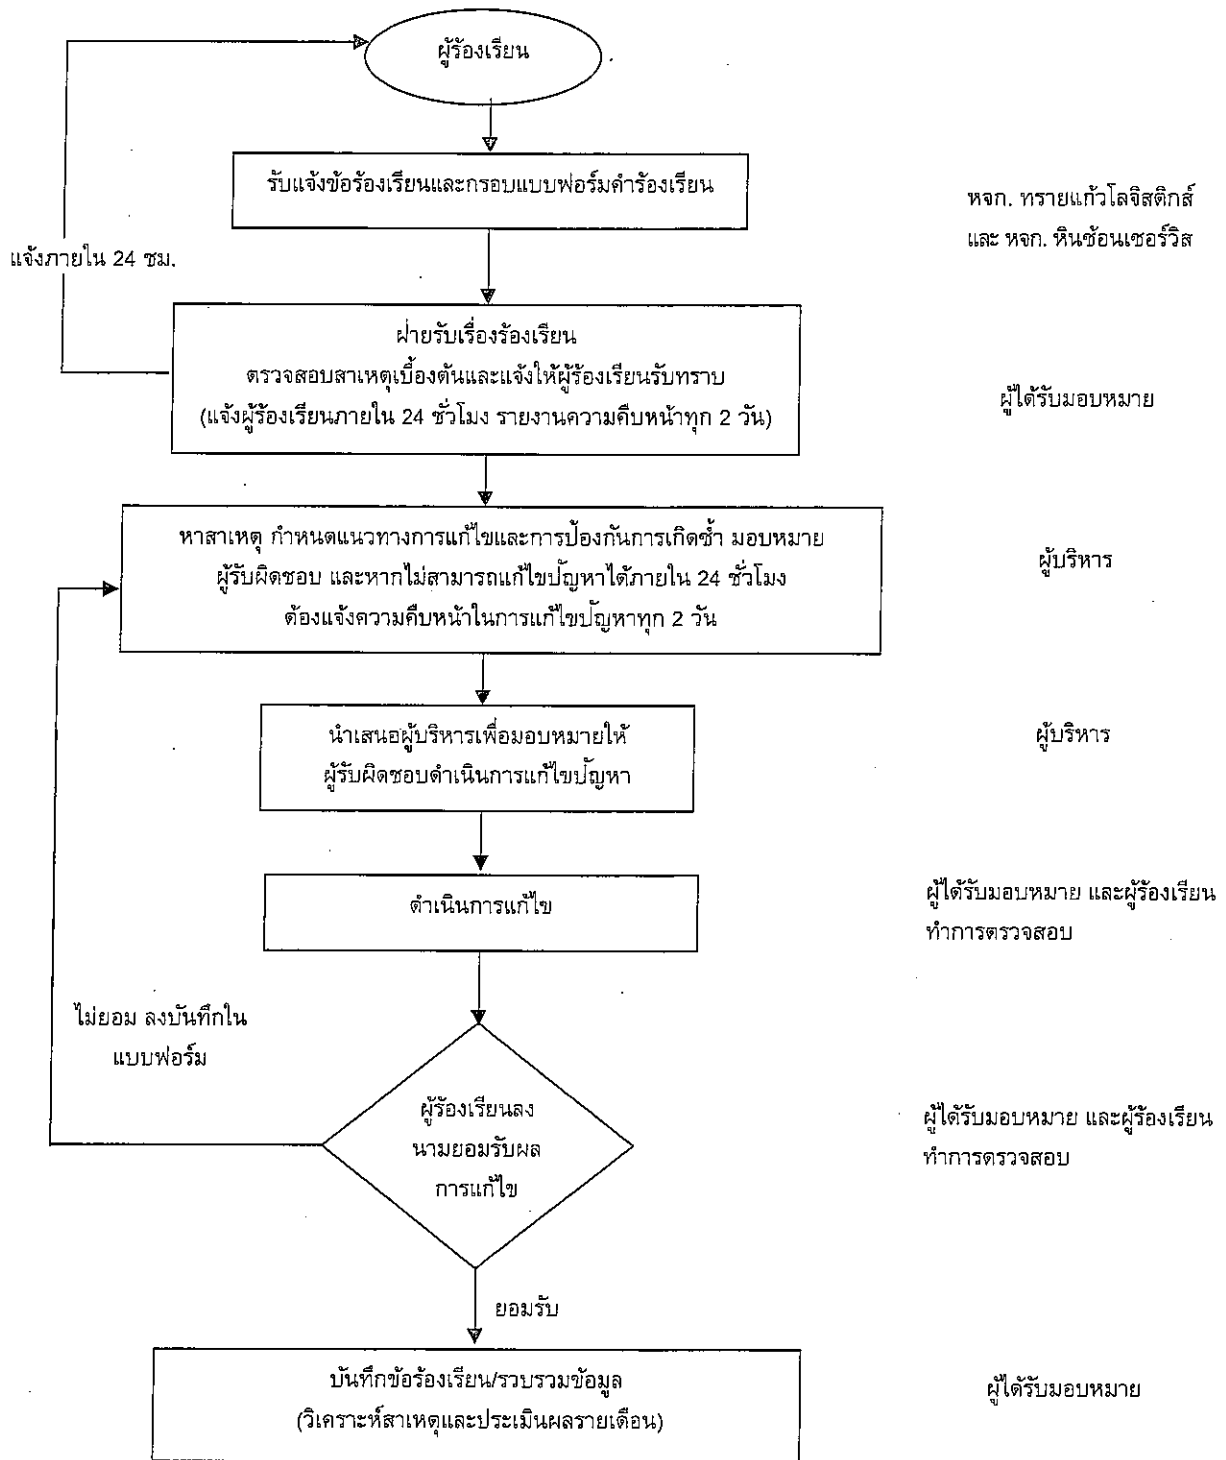 ผู้ร้องเรียน
รับแจ้งข้อร้องเรียนและกรอบแบบฟอร์มคำร้องเรียน
หจก. ทรายแก้วโลจิสติกส์
และ หจก. หินซ้อนเซอร์วิส
แจ้งภายใน 24 ชม.
ฝ่ายรับเรื่องร้องเรียน
ตรวจสอบสาเหตุเบื้องต้นและแจ้งให้ผู้ร้องเรียนรับทราบ
(แจ้งผู้ร้องเรียนภายใน 24 ชั่วโมง รายงานความคืบหน้าทุก 2 วัน)
ผู้ได้รับมอบหมาย
หาสาเหตุ กำหนดแนวทางการแก้ไขและการป้องกันการเกิดซ้ำ มอบหมาย
ผู้รับผิดชอบ และหากไม่สามารถแก้ไขปัญหาได้ภายใน 24 ชั่วโมง
ต้องแจ้งความคืบหน้าในการแก้ไขปัญหาทุก 2 วัน
ผู้บริหาร
นำเสนอผู้บริหารเพื่อมอบหมายให้
ผู้รับผิดชอบดำเนินการแก้ไขปัญหา
ผู้บริหาร
ดำเนินการแก้ไข
ผู้ได้รับมอบหมาย และผู้ร้องเรียน
ทำการตรวจสอบ
ไม่ยอม ลงบันทึกใน
แบบฟอร์ม
ผู้ร้องเรียนลง
นามยอมรับผล
การแก้ไข
ผู้ได้รับมอบหมาย และผู้ร้องเรียน
ทำการตรวจสอบ
ยอมรับ
บันทึกข้อร้องเรียน/รวบรวมข้อมูล
(วิเคราะห์สาเหตุและประเมินผลรายเดือน)
ผู้ได้รับมอบหมาย